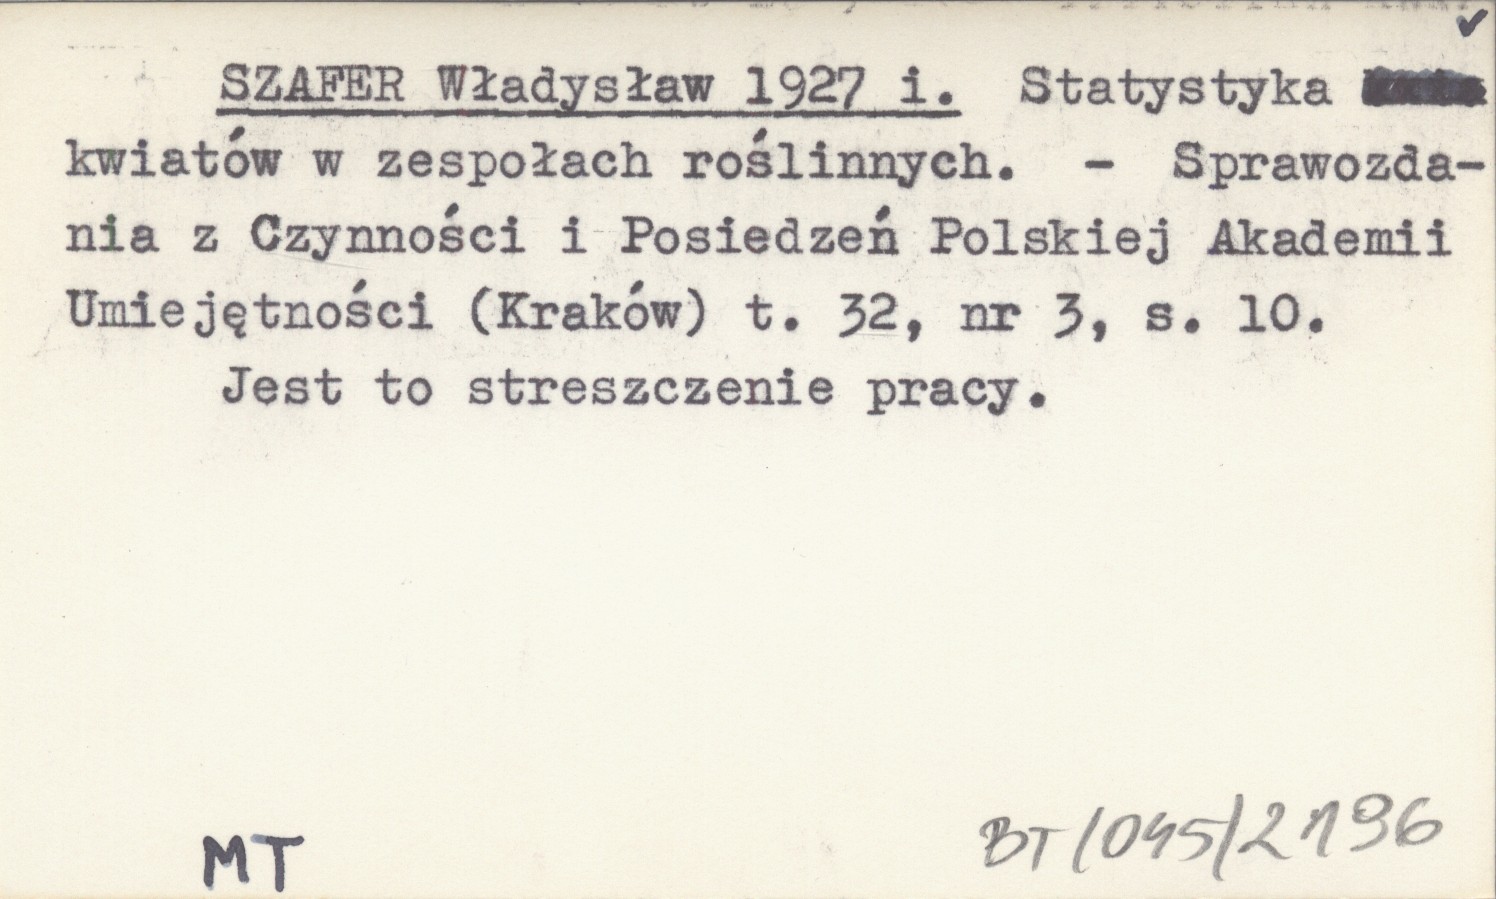 SZAFER Władysław 1927 i. Statystyka
kwiatów w zespołach roślinnych. - Sprawozda-
nia z Czynności i Posiedzeń Polskiej Akademii
Umiejętności (Kraków) t. 32, nr 3, s. 10.
Jest to streszczenie pracy.
MT
BT/045/2196